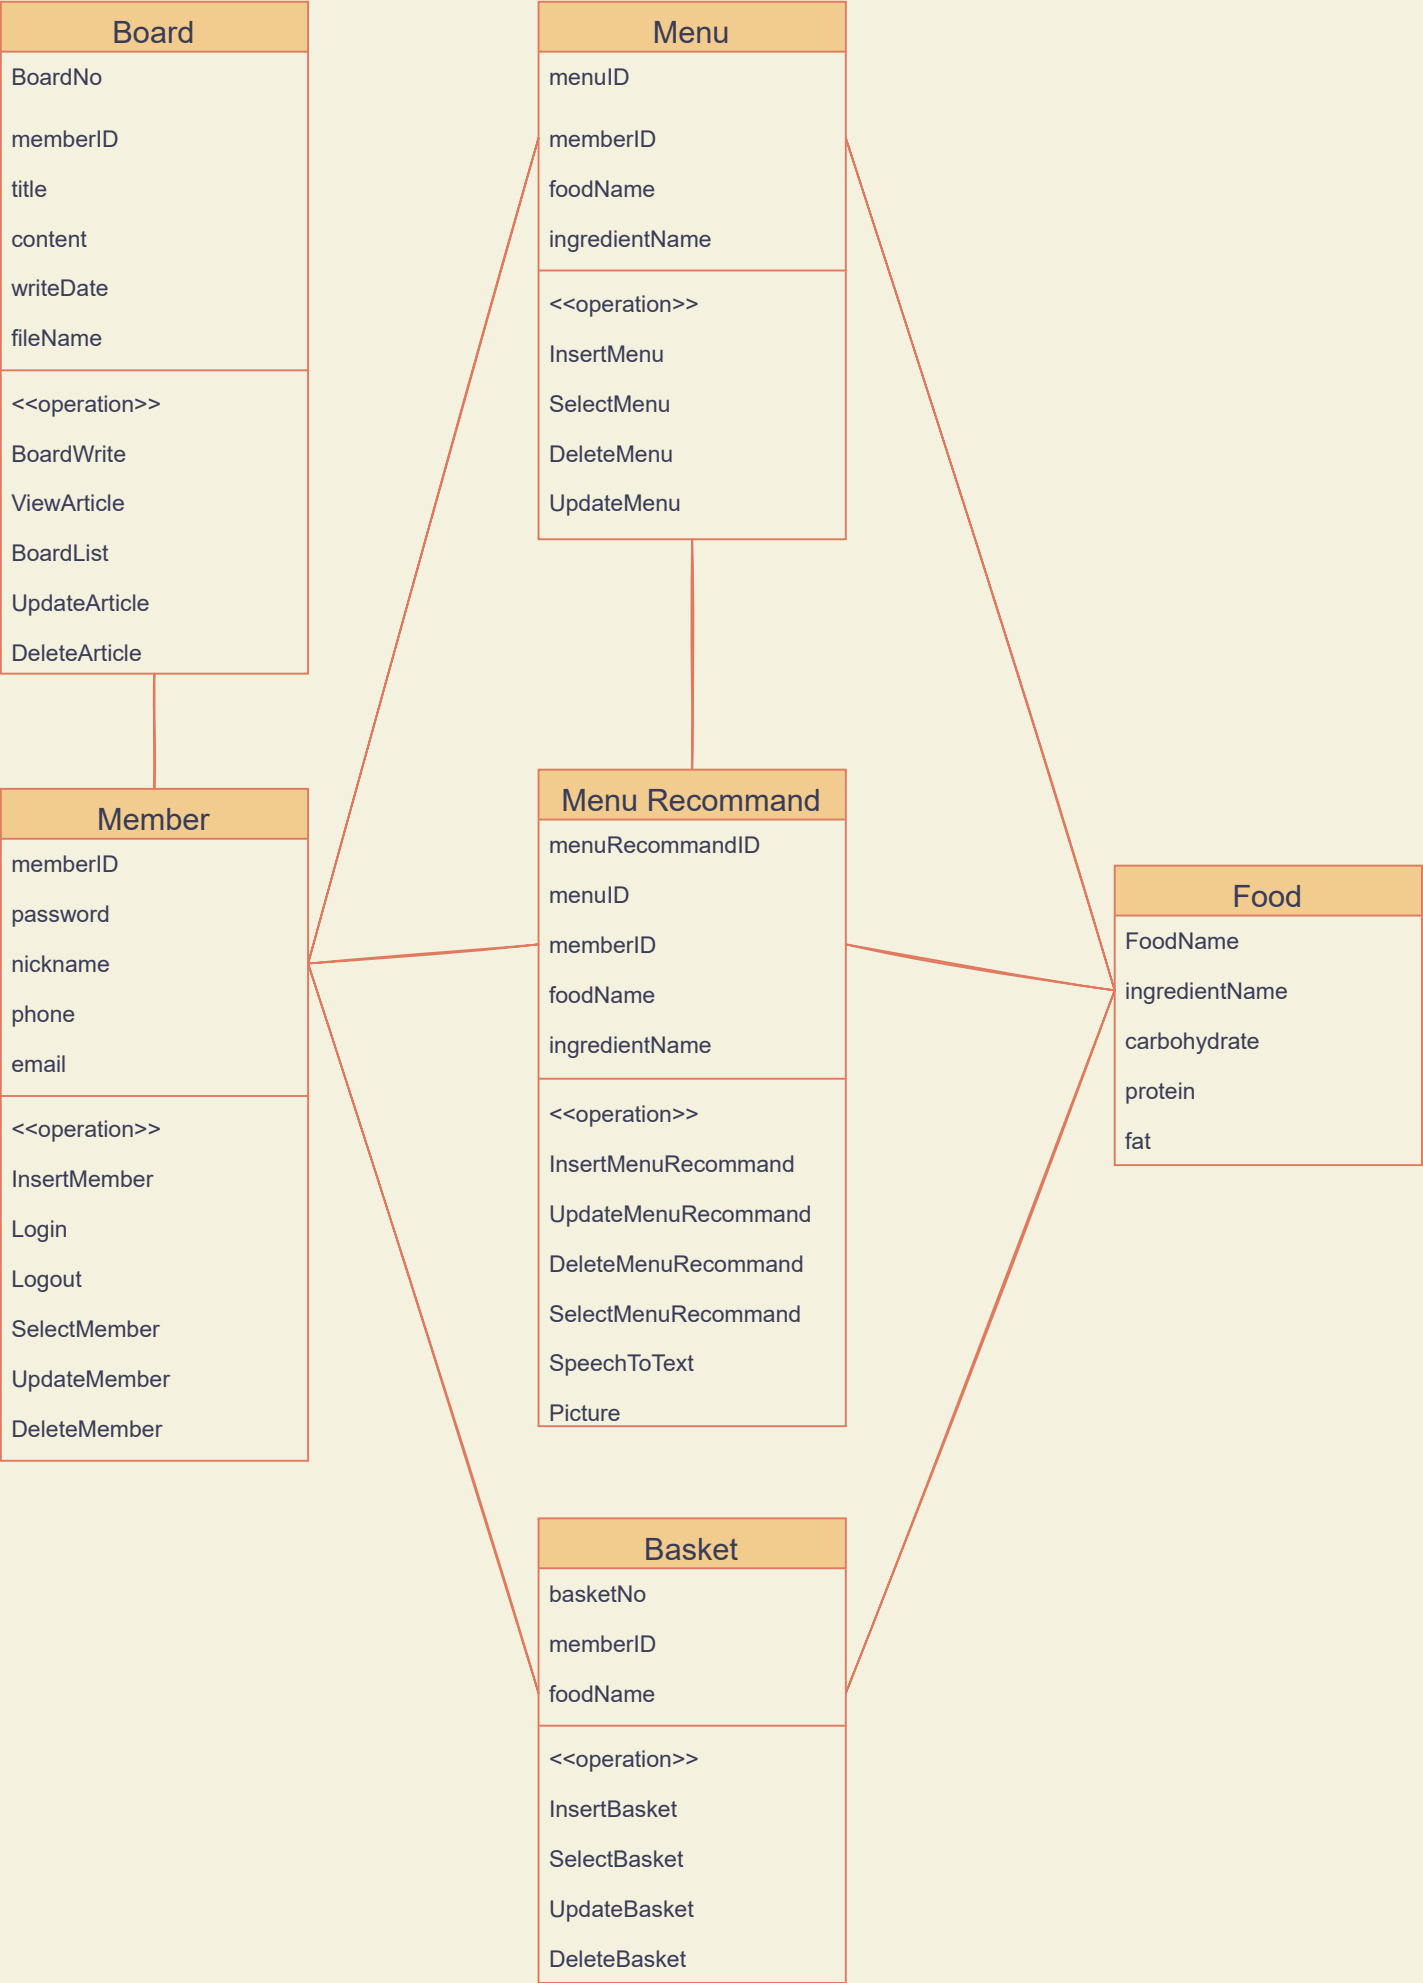 Board
BoardNo
memberID
title
content
writeDate
fileName
<<operation>>
BoardWrite
ViewArticle
BoardList
UpdateArticle
DeleteArticle
Menu
menuID
memberID
foodName
ingredientName
<<operation>>
InsertMenu
SelectMenu
DeleteMenu
UpdateMenu
Member
memberID
password
nickname
phone
email
<<operation>>
InsertMember
Login
Logout
SelectMember
UpdateMember
DeleteMember
Menu Recommand
menuRecommandID
menuID
memberID
foodName
ingredientName
<<operation>>
InsertMenuRecommand
UpdateMenuRecommand
DeleteMenuRecommand
SelectMenuRecommand
SpeechToText
Picture
Food
FoodName
ingredientName
carbohydrate
protein
fat
Basket
basketNo
memberID
foodName
<<operation>>
InsertBasket
SelectBasket
UpdateBasket
DeleteBasket